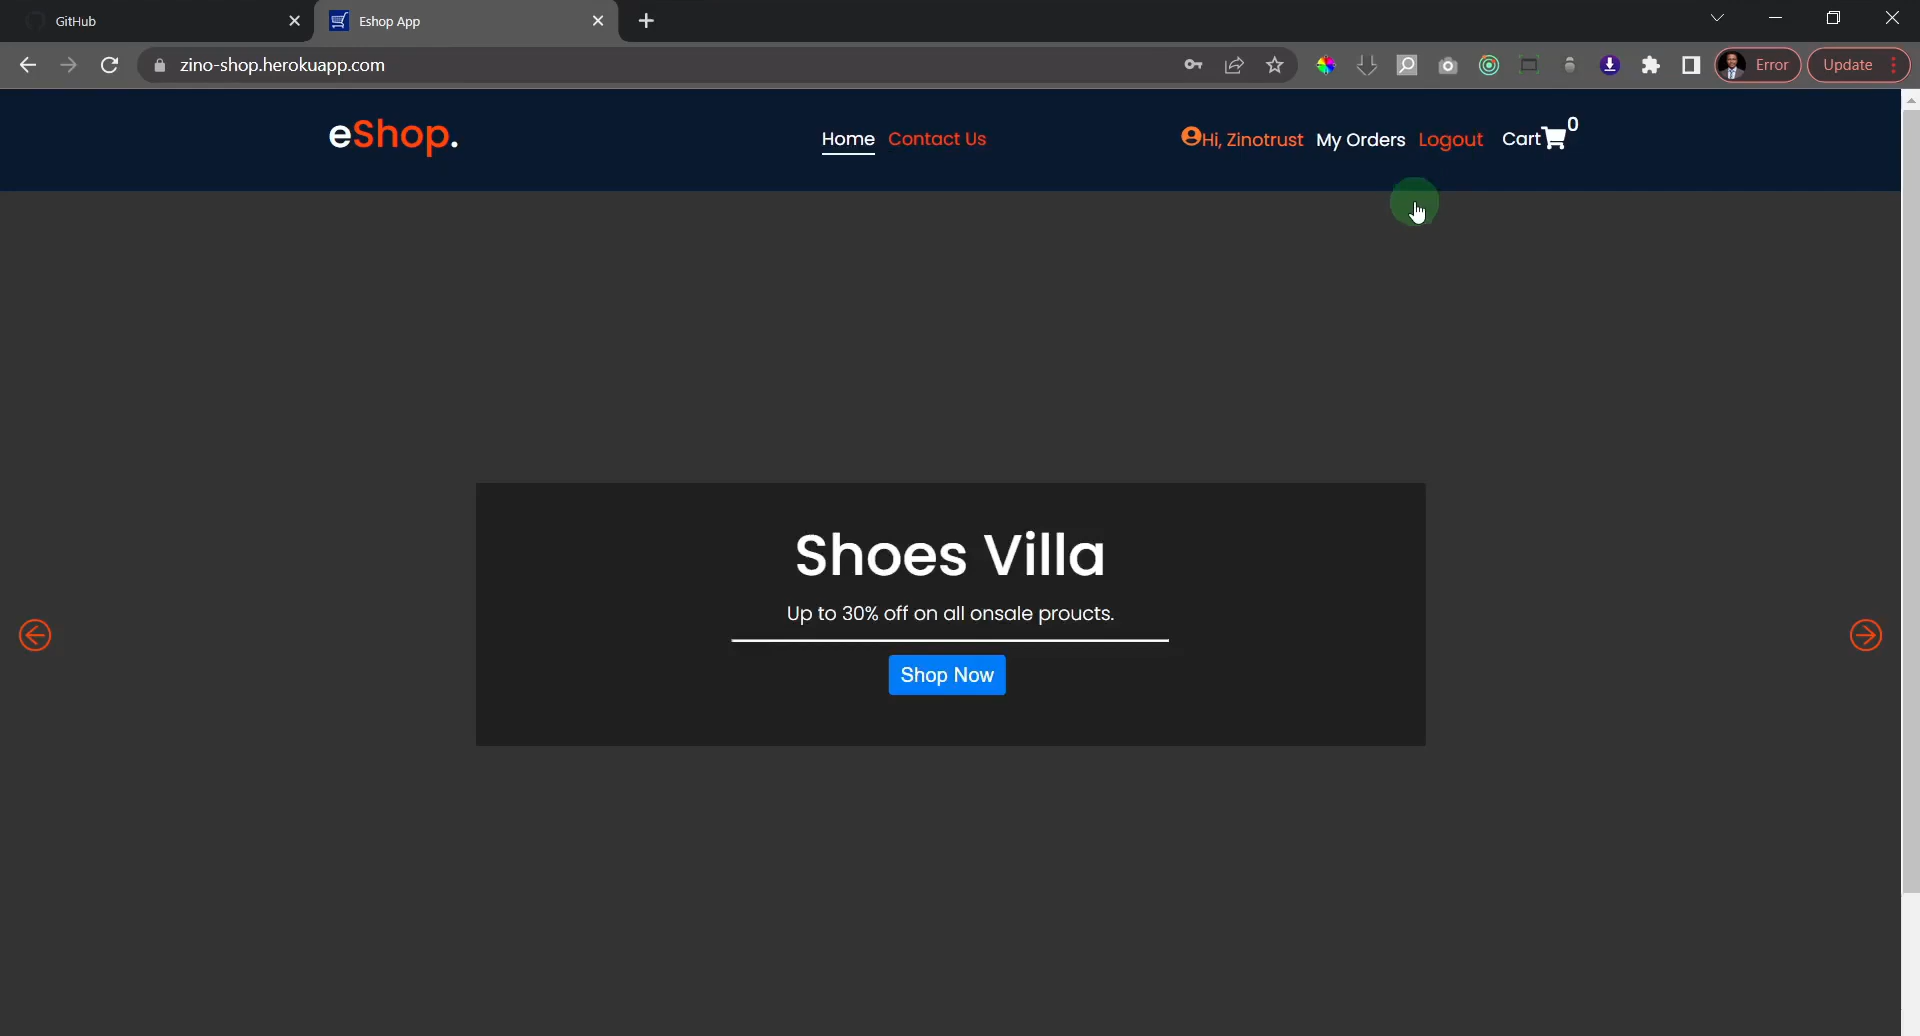 GitHub
Eshop App
zino-shop.herokuapp.com
Error
Update
eShop.
Home Contact Us
Hi, Zinotrust My Orders Logout Cart 0
Shoes Villa
Up to 30% off on all onsale proucts.
Shop Now